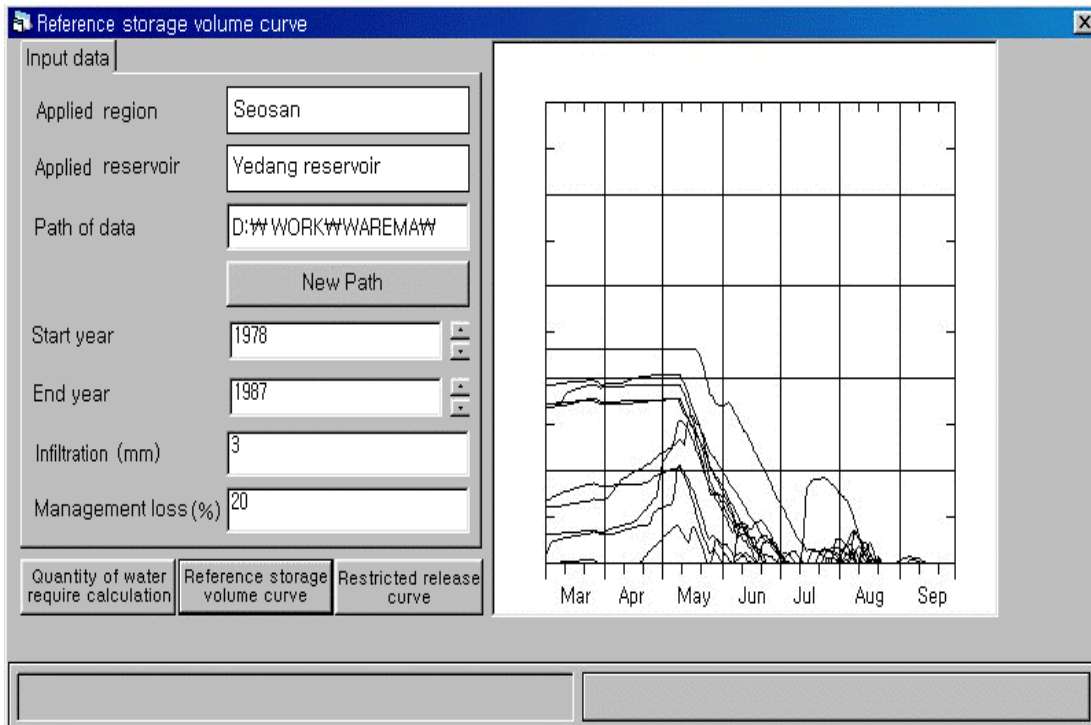 Reference storage volume curve
Input data
Applied region
Seosan
Applied reservoir
Yedang reservoir
Path of data
D:₩WORK₩WAREMA₩
New Path
Start year
1978
End year
1987
Infiltration (mm)
3
Management loss (%)
20
Quantity of water
require calculation
Reference storage
volume curve
Restricted release
curve
Mar Apr May Jun Jul Aug Sep